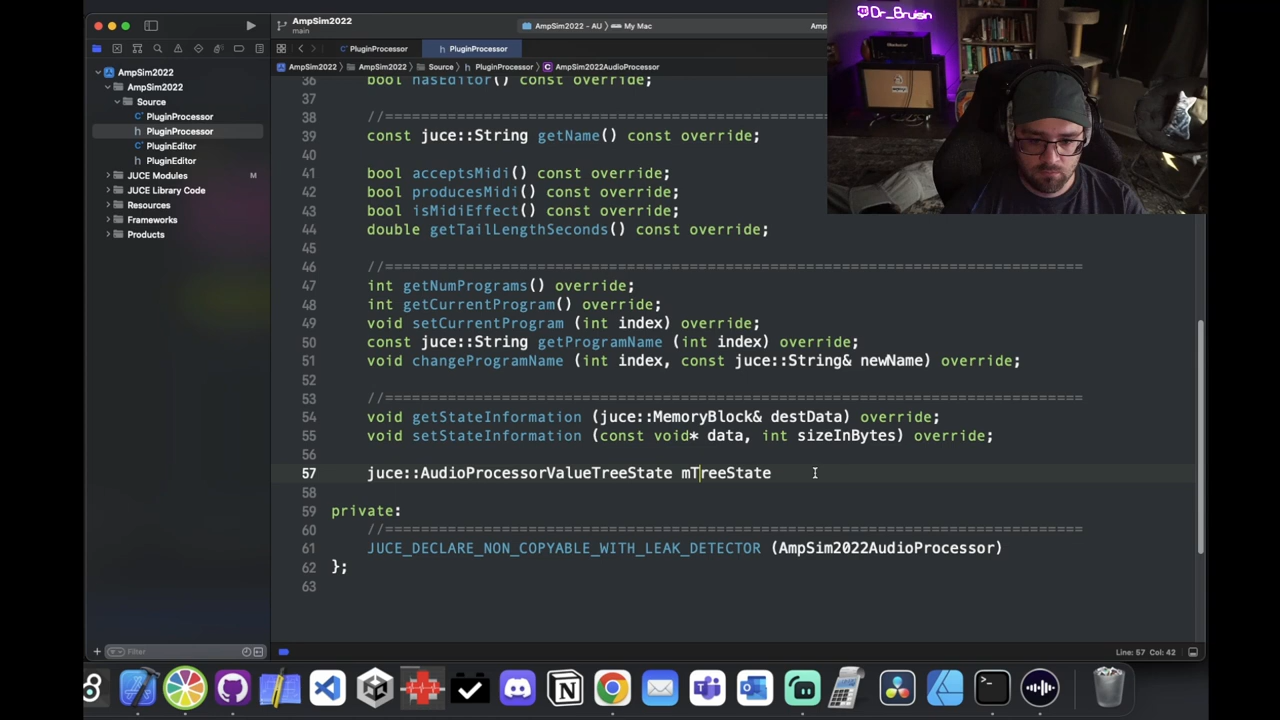 AmpSim2022
main
AmpSim2022 - AU
My Mac
Amp
Dr_Bruisin
PluginProcessor
PluginProcessor
AmpSim2022
AmpSim2022
Source
PluginProcessor
AmpSim2022AudioProcessor
AmpSim2022
AmpSim2022
Source
PluginProcessor
PluginProcessor
PluginEditor
PluginEditor
JUCE Modules M
JUCE Library Code
Resources
Frameworks
Products
36 bool hasEditor() const override;
37
38 //==============================================================================
39 const juce::String getName() const override;
40
41 bool acceptsMidi() const override;
42 bool producesMidi() const override;
43 bool isMidiEffect() const override;
44 double getTailLengthSeconds() const override;
45
46 //==============================================================================
47 int getNumPrograms() override;
48 int getCurrentProgram() override;
49 void setCurrentProgram (int index) override;
50 const juce::String getProgramName (int index) override;
51 void changeProgramName (int index, const juce::String& newName) override;
52
53 //==============================================================================
54 void getStateInformation (juce::MemoryBlock& destData) override;
55 void setStateInformation (const void* data, int sizeInBytes) override;
56
57 juce::AudioProcessorValueTreeState mTreeState
58
59 private:
60 //==============================================================================
61 JUCE_DECLARE_NON_COPYABLE_WITH_LEAK_DETECTOR (AmpSim2022AudioProcessor)
62 };
63
Filter
Line: 57 Col: 42